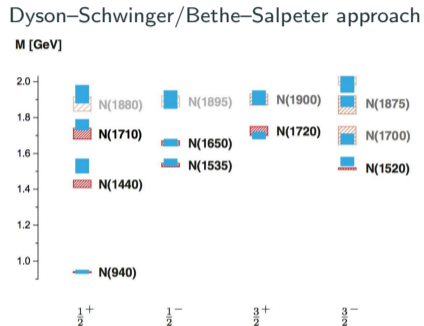 Dyson–Schwinger/Bethe–Salpeter approach
M [GeV]
2.0
N(1880) N(1895) N(1900) N(1875)
1.8
N(1710) N(1720) N(1700)
1.6
N(1650)
N(1535) N(1520)
1.4
N(1440)
1.2
1.0
N(940)
1/2+ 1/2− 3/2+ 3/2−